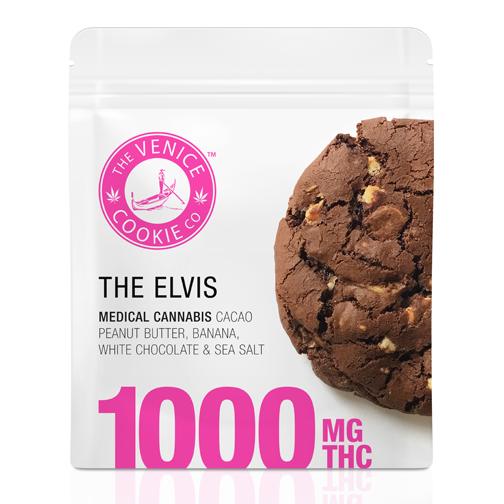 THE VENICE
COOKIE CO
™
THE ELVIS
MEDICAL CANNABIS CACAO
PEANUT BUTTER, BANANA,
WHITE CHOCOLATE & SEA SALT
1000 MG
THC